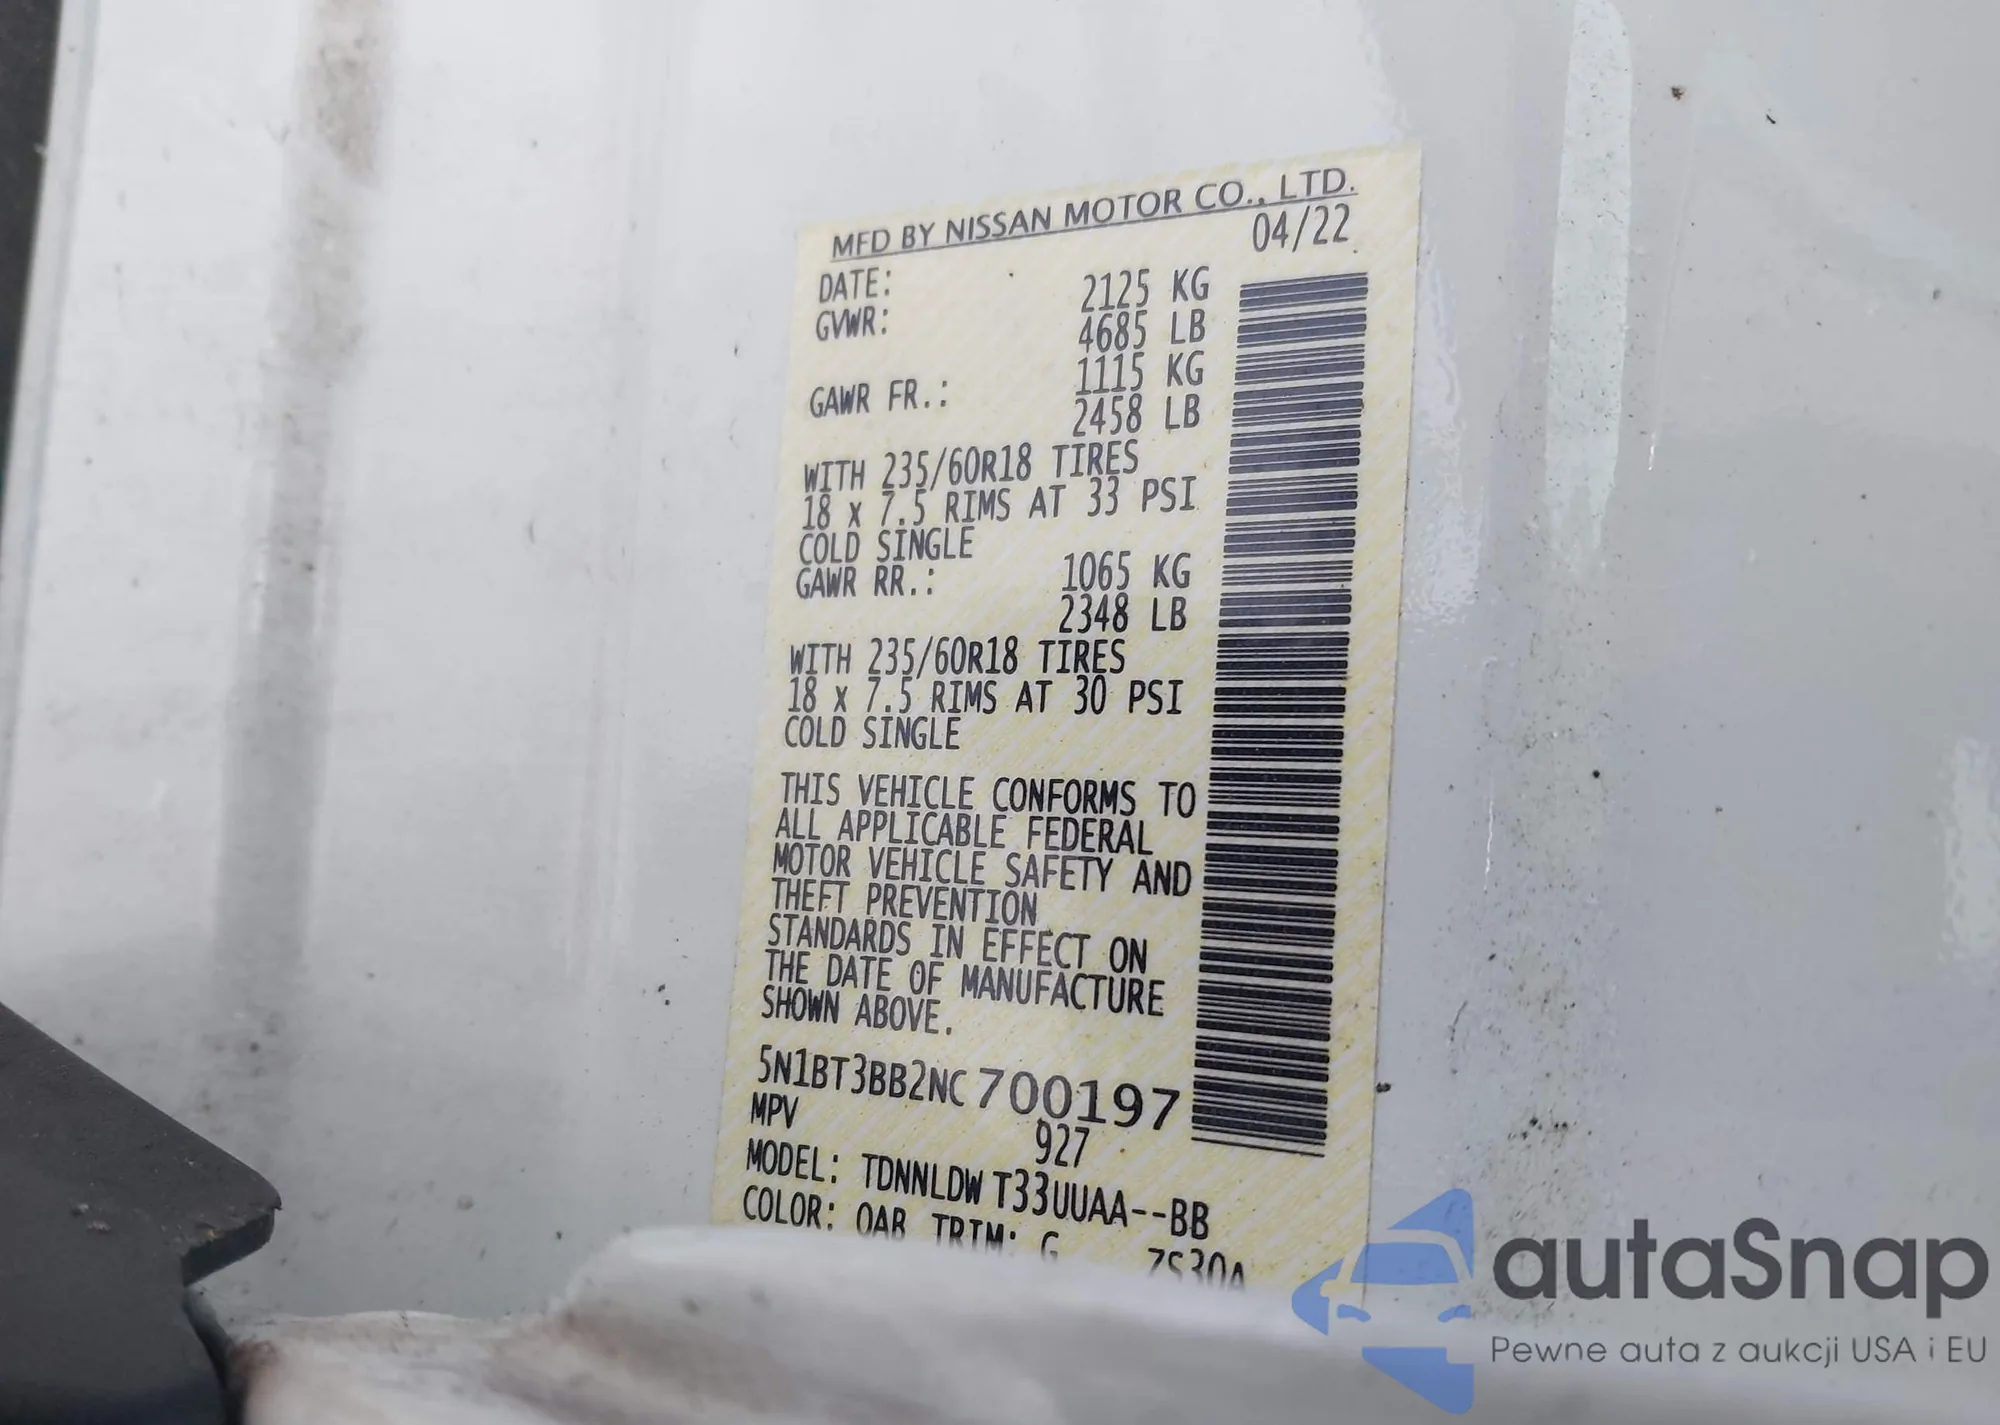 MFD BY NISSAN MOTOR CO., LTD.
DATE: 04/22
GVWR: 2125 KG
4685 LB
GAWR FR.: 1115 KG
2458 LB
WITH 235/60R18 TIRES
18 x 7.5 RIMS AT 33 PSI
COLD SINGLE
GAWR RR.: 1065 KG
2348 LB
WITH 235/60R18 TIRES
18 x 7.5 RIMS AT 30 PSI
COLD SINGLE
THIS VEHICLE CONFORMS TO
ALL APPLICABLE FEDERAL
MOTOR VEHICLE SAFETY AND
THEFT PREVENTION
STANDARDS IN EFFECT ON
THE DATE OF MANUFACTURE
SHOWN ABOVE.
5N1BT3BB2NC700197
MPV 927
MODEL: TDNNLDW T33UUAA--BB
COLOR: QAB TRIM: G ZS30A
autaSnap
Pewne auta z aukcji USA i EU